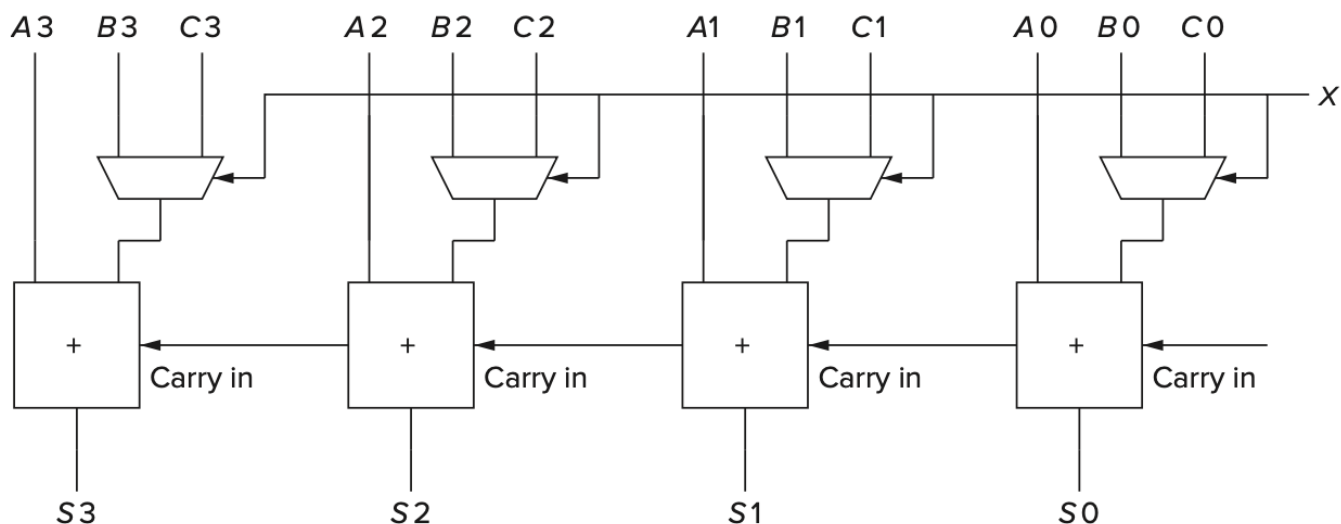 A3 B3 C3 A2 B2 C2 A1 B1 C1 A0 B0 C0
X
+ + + +
Carry in Carry in Carry in Carry in
S3 S2 S1 S0